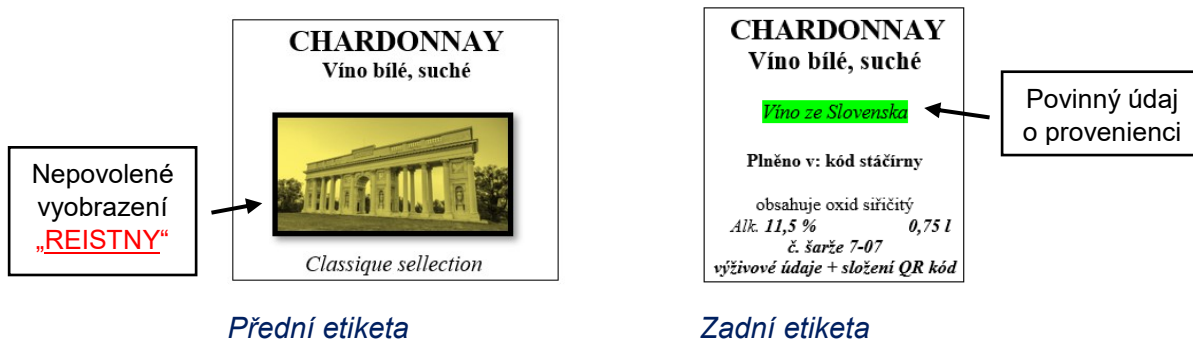 CHARDONNAY
Víno bílé, suché
Nepovolené
vyobrazení
„REISTNY“
Classique sellection
Přední etiketa
CHARDONNAY
Víno bílé, suché
Víno ze Slovenska
Povinný údaj
o provenienci
Plněno v: kód stáčírny
obsahuje oxid siřičitý
Alk. 11,5 % 0,75 l
č. šarže 7-07
výživové údaje + složení QR kód
Zadní etiketa